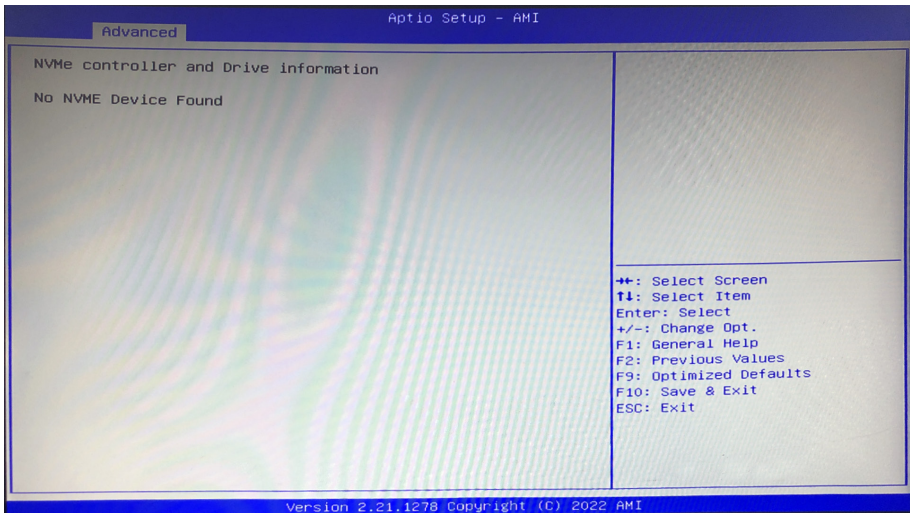 Aptio Setup - AMI
Advanced
NVMe controller and Drive information
No NVME Device Found
→←: Select Screen
↑↓: Select Item
Enter: Select
+/-: Change Opt.
F1: General Help
F2: Previous Values
F9: Optimized Defaults
F10: Save & Exit
ESC: Exit
Version 2.21.1278 Copyright (C) 2022 AMI